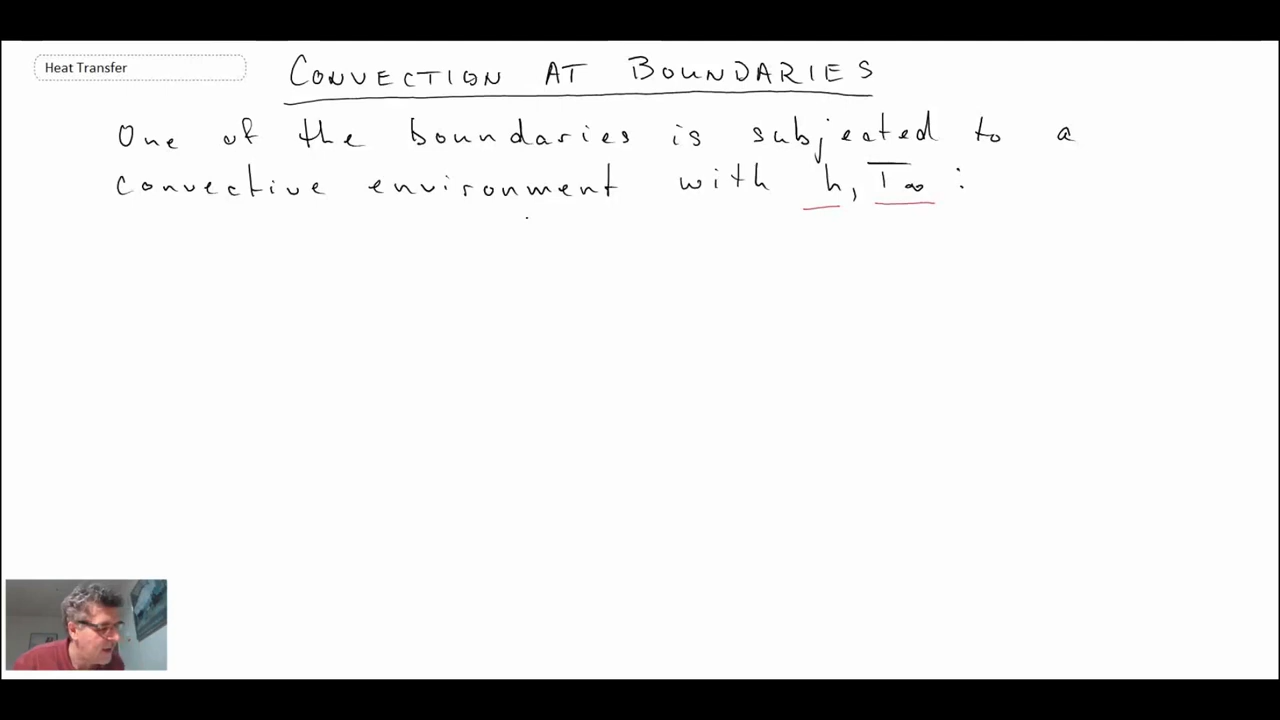 Heat Transfer
CONVECTION AT BOUNDARIES
One of the boundaries is subjected to a
convective environment with h, T∞ :